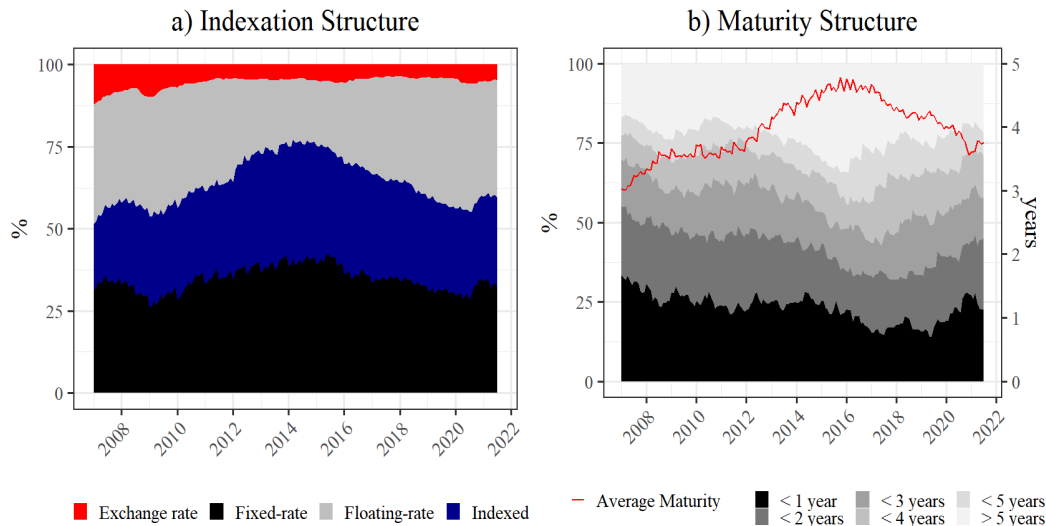 a) Indexation Structure
100
75
50
25
0
%
2008 2010 2012 2014 2016 2018 2020 2022
Exchange rate Fixed-rate Floating-rate Indexed
b) Maturity Structure
100
75
50
25
0
%
5
4
3
2
1
0
years
2008 2010 2012 2014 2016 2018 2020 2022
Average Maturity < 1 year < 3 years < 5 years
< 2 years < 4 years > 5 years